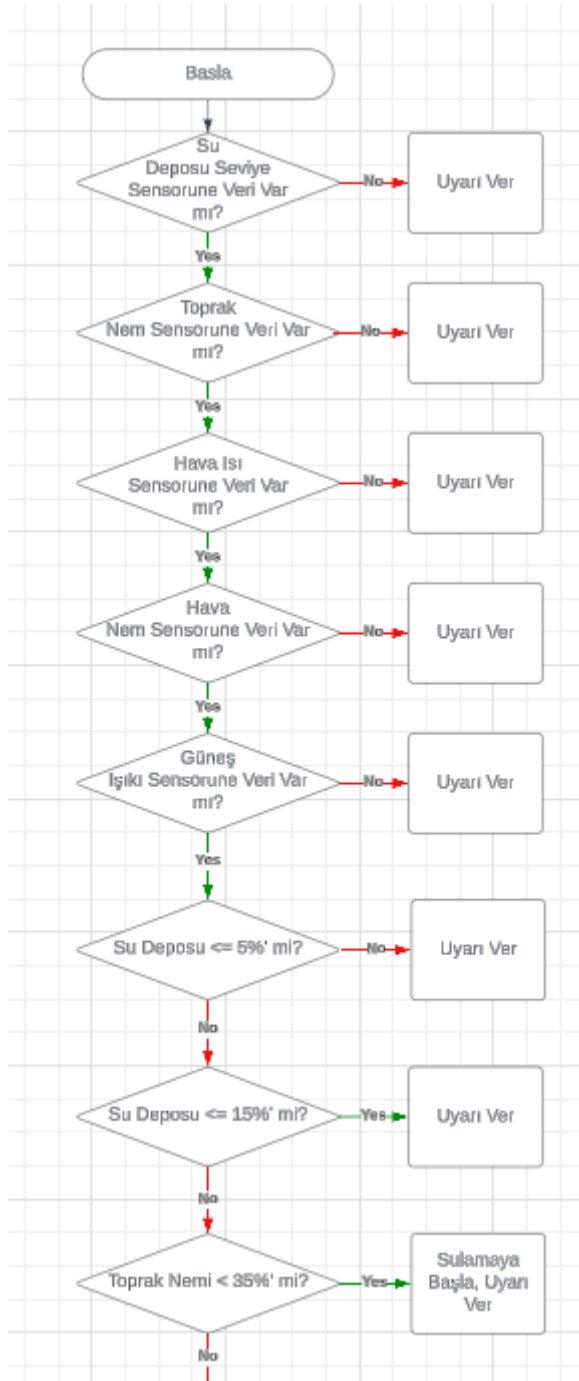 Basla
Su
Deposu Seviye
Sensorune Veri Var
mı?
No
Uyarı Ver
Yes
Toprak
Nem Sensorune Veri Var
mı?
No
Uyarı Ver
Yes
Hava Isı
Sensorune Veri Var
mı?
No
Uyarı Ver
Yes
Hava
Nem Sensorune Veri Var
mı?
No
Uyarı Ver
Yes
Güneş
Işıkı Sensorune Veri Var
mı?
No
Uyarı Ver
Yes
Su Deposu <= 5%' mi?
No
Uyarı Ver
No
Su Deposu <= 15%' mi?
Yes
Uyarı Ver
No
Toprak Nemi < 35%' mi?
Yes
Sulamaya
Başla, Uyarı
Ver
No